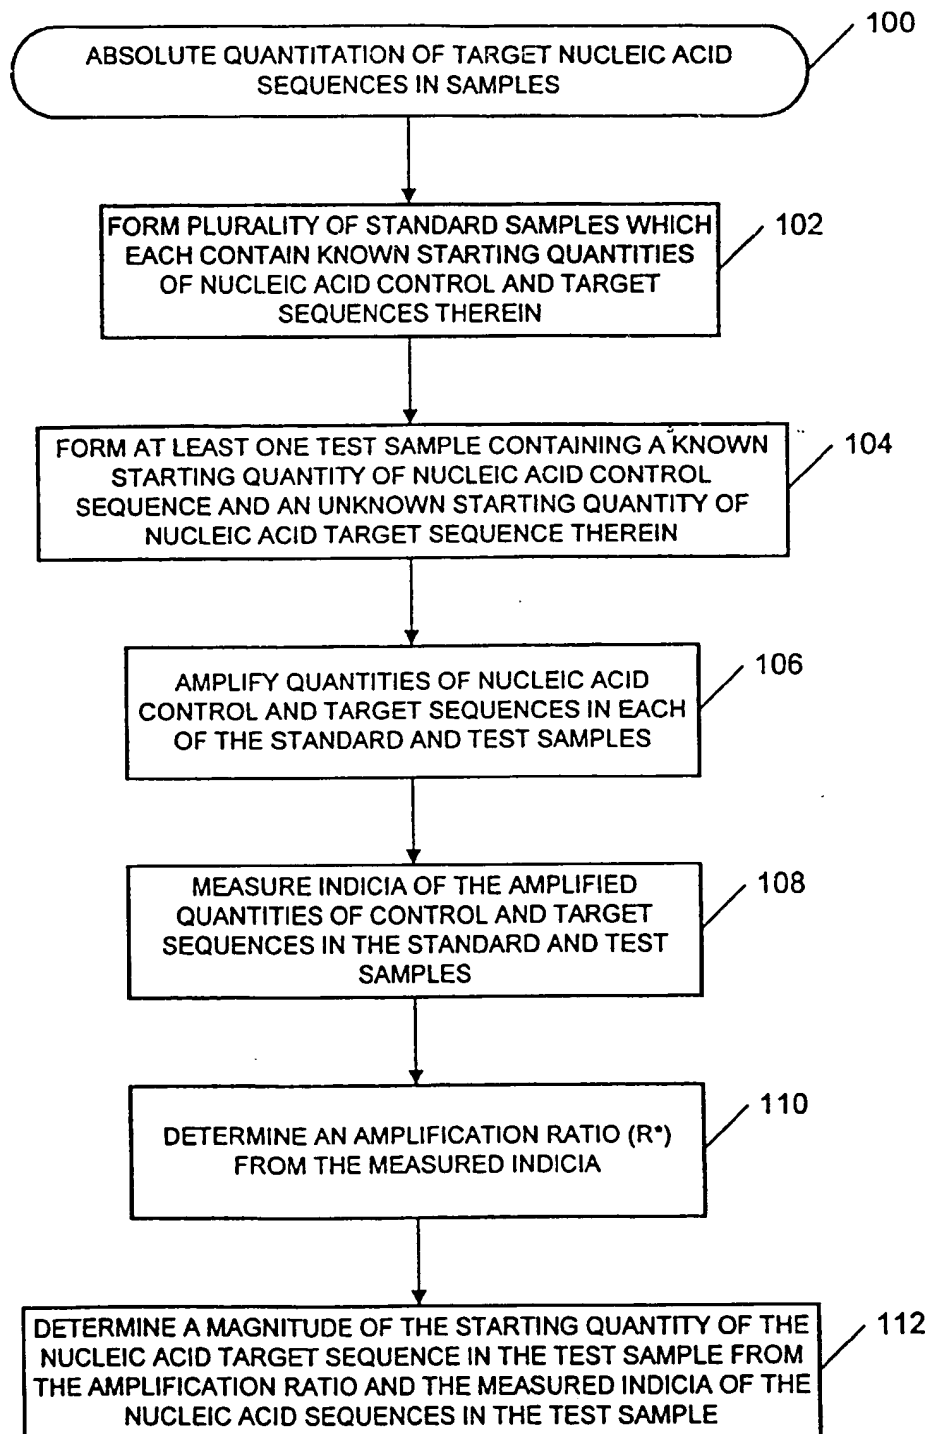 100
ABSOLUTE QUANTITATION OF TARGET NUCLEIC ACID
SEQUENCES IN SAMPLES
FORM PLURALITY OF STANDARD SAMPLES WHICH
EACH CONTAIN KNOWN STARTING QUANTITIES
OF NUCLEIC ACID CONTROL AND TARGET
SEQUENCES THEREIN
102
FORM AT LEAST ONE TEST SAMPLE CONTAINING A KNOWN
STARTING QUANTITY OF NUCLEIC ACID CONTROL
SEQUENCE AND AN UNKNOWN STARTING QUANTITY OF
NUCLEIC ACID TARGET SEQUENCE THEREIN
104
AMPLIFY QUANTITIES OF NUCLEIC ACID
CONTROL AND TARGET SEQUENCES IN EACH
OF THE STANDARD AND TEST SAMPLES
106
MEASURE INDICIA OF THE AMPLIFIED
QUANTITIES OF CONTROL AND TARGET
SEQUENCES IN THE STANDARD AND TEST
SAMPLES
108
DETERMINE AN AMPLIFICATION RATIO (R*)
FROM THE MEASURED INDICIA
110
DETERMINE A MAGNITUDE OF THE STARTING QUANTITY OF THE
NUCLEIC ACID TARGET SEQUENCE IN THE TEST SAMPLE FROM
THE AMPLIFICATION RATIO AND THE MEASURED INDICIA OF THE
NUCLEIC ACID SEQUENCES IN THE TEST SAMPLE
112